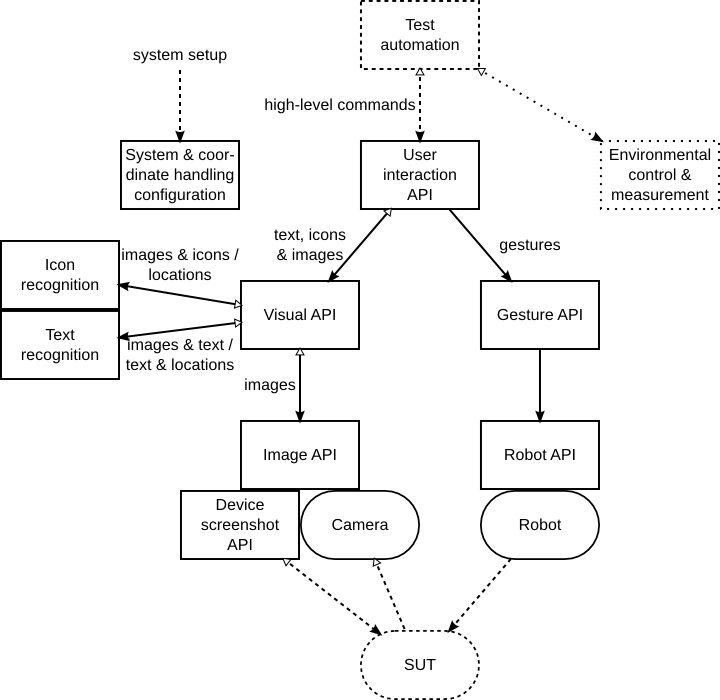 Test
automation
system setup
high-level commands
System & coor-
dinate handling
configuration
User
interaction
API
Environmental
control &
measurement
text, icons
& images
gestures
images & icons /
locations
Icon
recognition
Visual API
Gesture API
Text
recognition
images & text /
text & locations
images
Image API
Robot API
Device
screenshot
API
Camera
Robot
SUT